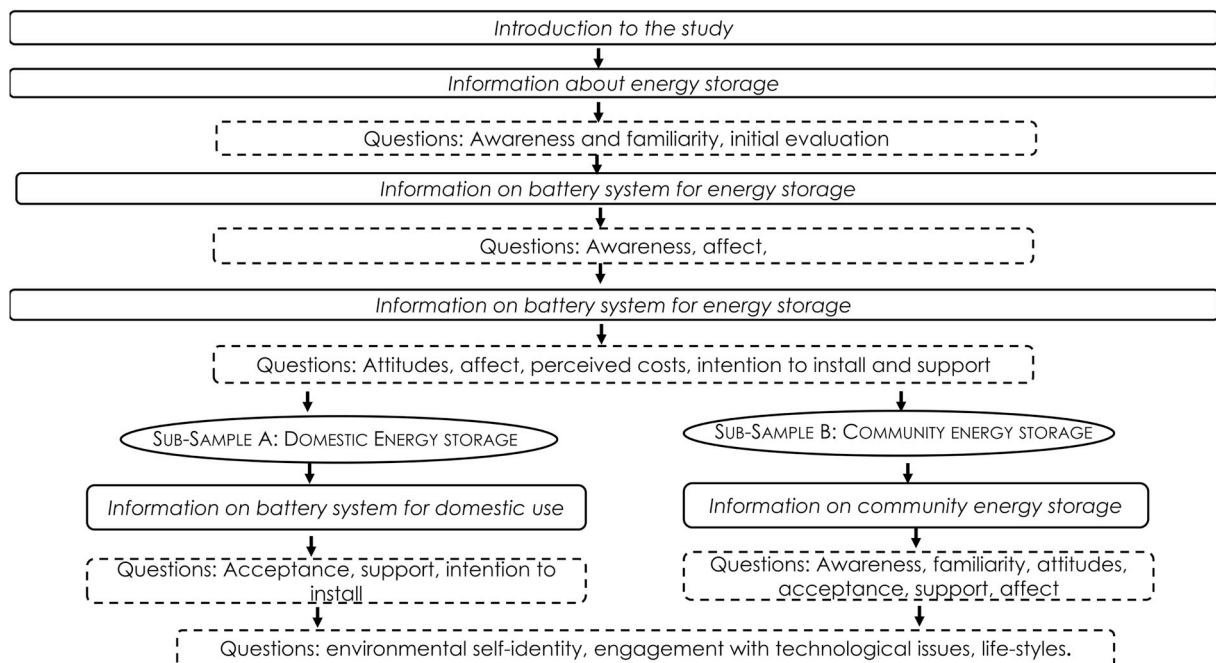 Introduction to the study
Information about energy storage
Questions: Awareness and familiarity, initial evaluation
Information on battery system for energy storage
Questions: Awareness, affect,
Information on battery system for energy storage
Questions: Attitudes, affect, perceived costs, intention to install and support
SUB-SAMPLE A: DOMESTIC ENERGY STORAGE
SUB-SAMPLE B: COMMUNITY ENERGY STORAGE
Information on battery system for domestic use
Information on community energy storage
Questions: Acceptance, support, intention to
install
Questions: Awareness, familiarity, attitudes,
acceptance, support, affect
Questions: environmental self-identity, engagement with technological issues, life-styles.